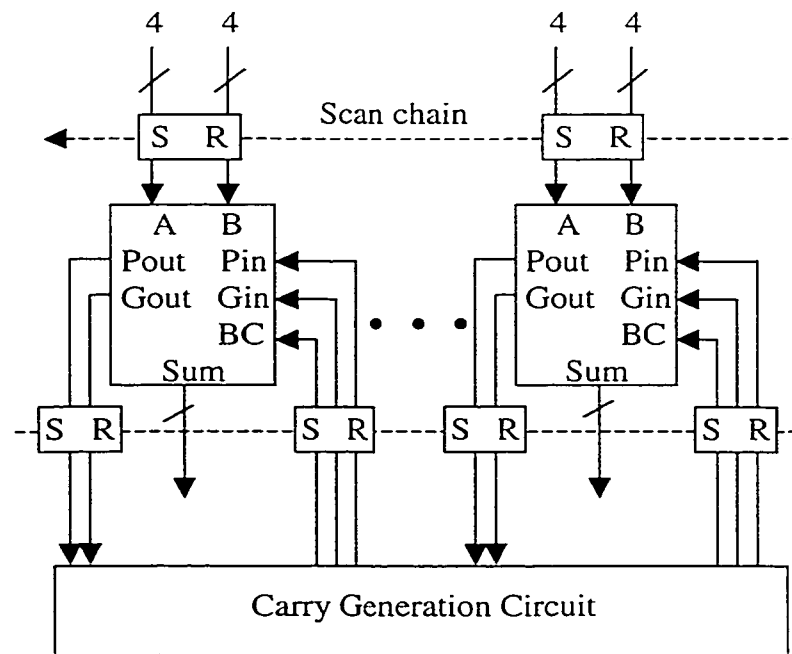 4 4 4 4
Scan chain
S R S R
A B A B
Pout Pin Pout Pin
Gout Gin Gout Gin
BC BC
Sum Sum
S R S R S R S R
Carry Generation Circuit